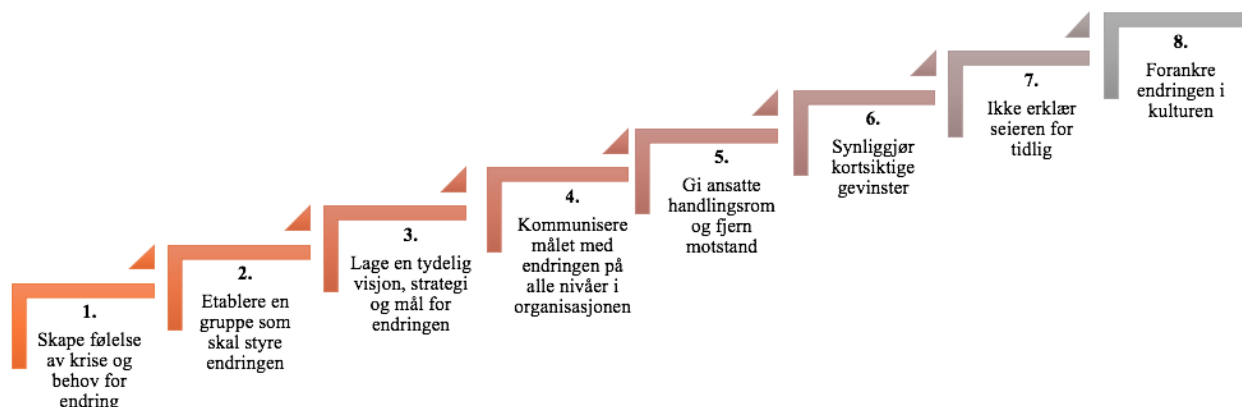 1.
Skape følelse
av krise og
behov for
endring
2.
Etablere en
gruppe som
skal styre
endringen
3.
Lage en tydelig
visjon, strategi
og mål for
endringen
4.
Kommunisere
målet med
endringen på
alle nivåer i
organisasjonen
5.
Gi ansatte
handlingsrom
og fjern
motstand
6.
Synliggjør
kortsiktige
gevinster
7.
Ikke erklær
seieren for
tidlig
8.
Forankre
endringen i
kulturen